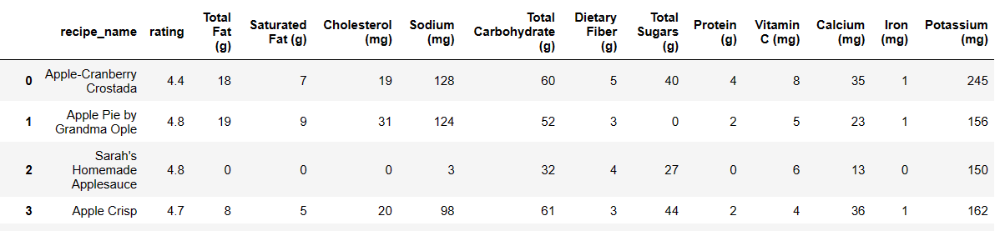 recipe_name rating Total Fat (g) Saturated Fat (g) Cholesterol (mg) Sodium (mg) Total Carbohydrate (g) Dietary Fiber (g) Total Sugars (g) Protein (g) Vitamin C (mg) Calcium (mg) Iron (mg) Potassium (mg)
0 Apple-Cranberry Crostada 4.4 18 7 19 128 60 5 40 4 8 35 1 245
1 Apple Pie by Grandma Ople 4.8 19 9 31 124 52 3 0 2 5 23 1 156
2 Sarah's Homemade Applesauce 4.8 0 0 0 3 32 4 27 0 6 13 0 150
3 Apple Crisp 4.7 8 5 20 98 61 3 44 2 4 36 1 162